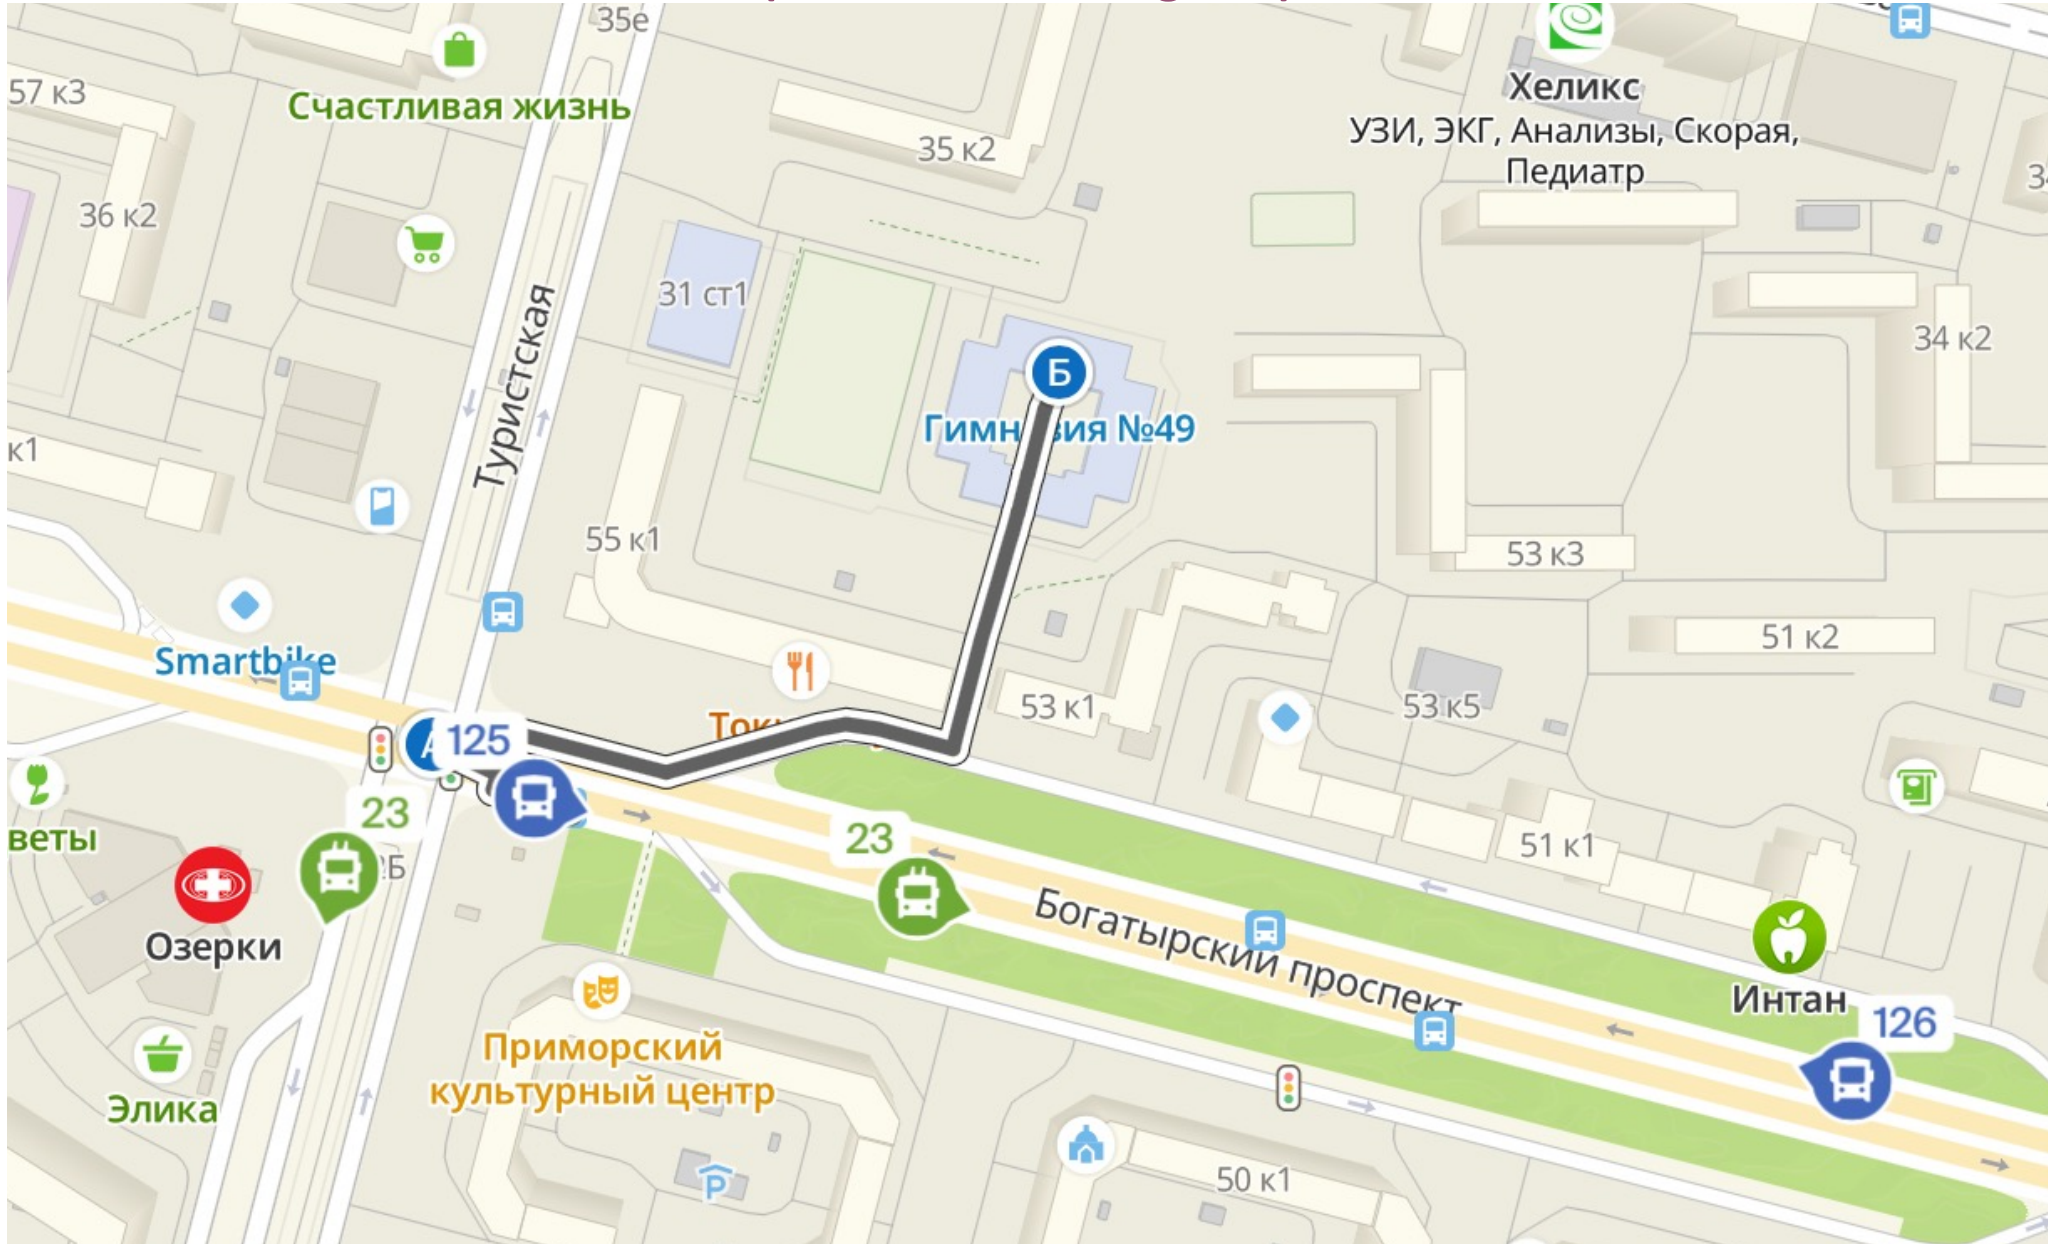 35е
Хеликс
УЗИ, ЭКГ, Анализы, Скорая,
Педиатр
57 к3
Счастливая жизнь
35 к2
36 к2
31 ст1
34 к2
Туристская
Б
Гимназия №49
к1
55 к1
53 к3
51 к2
Smartbike
53 к1
53 к5
А
125
23
23
веты
51 к1
Озерки
Богатырский проспект
Интан
126
Приморский
культурный центр
Элика
P
50 к1